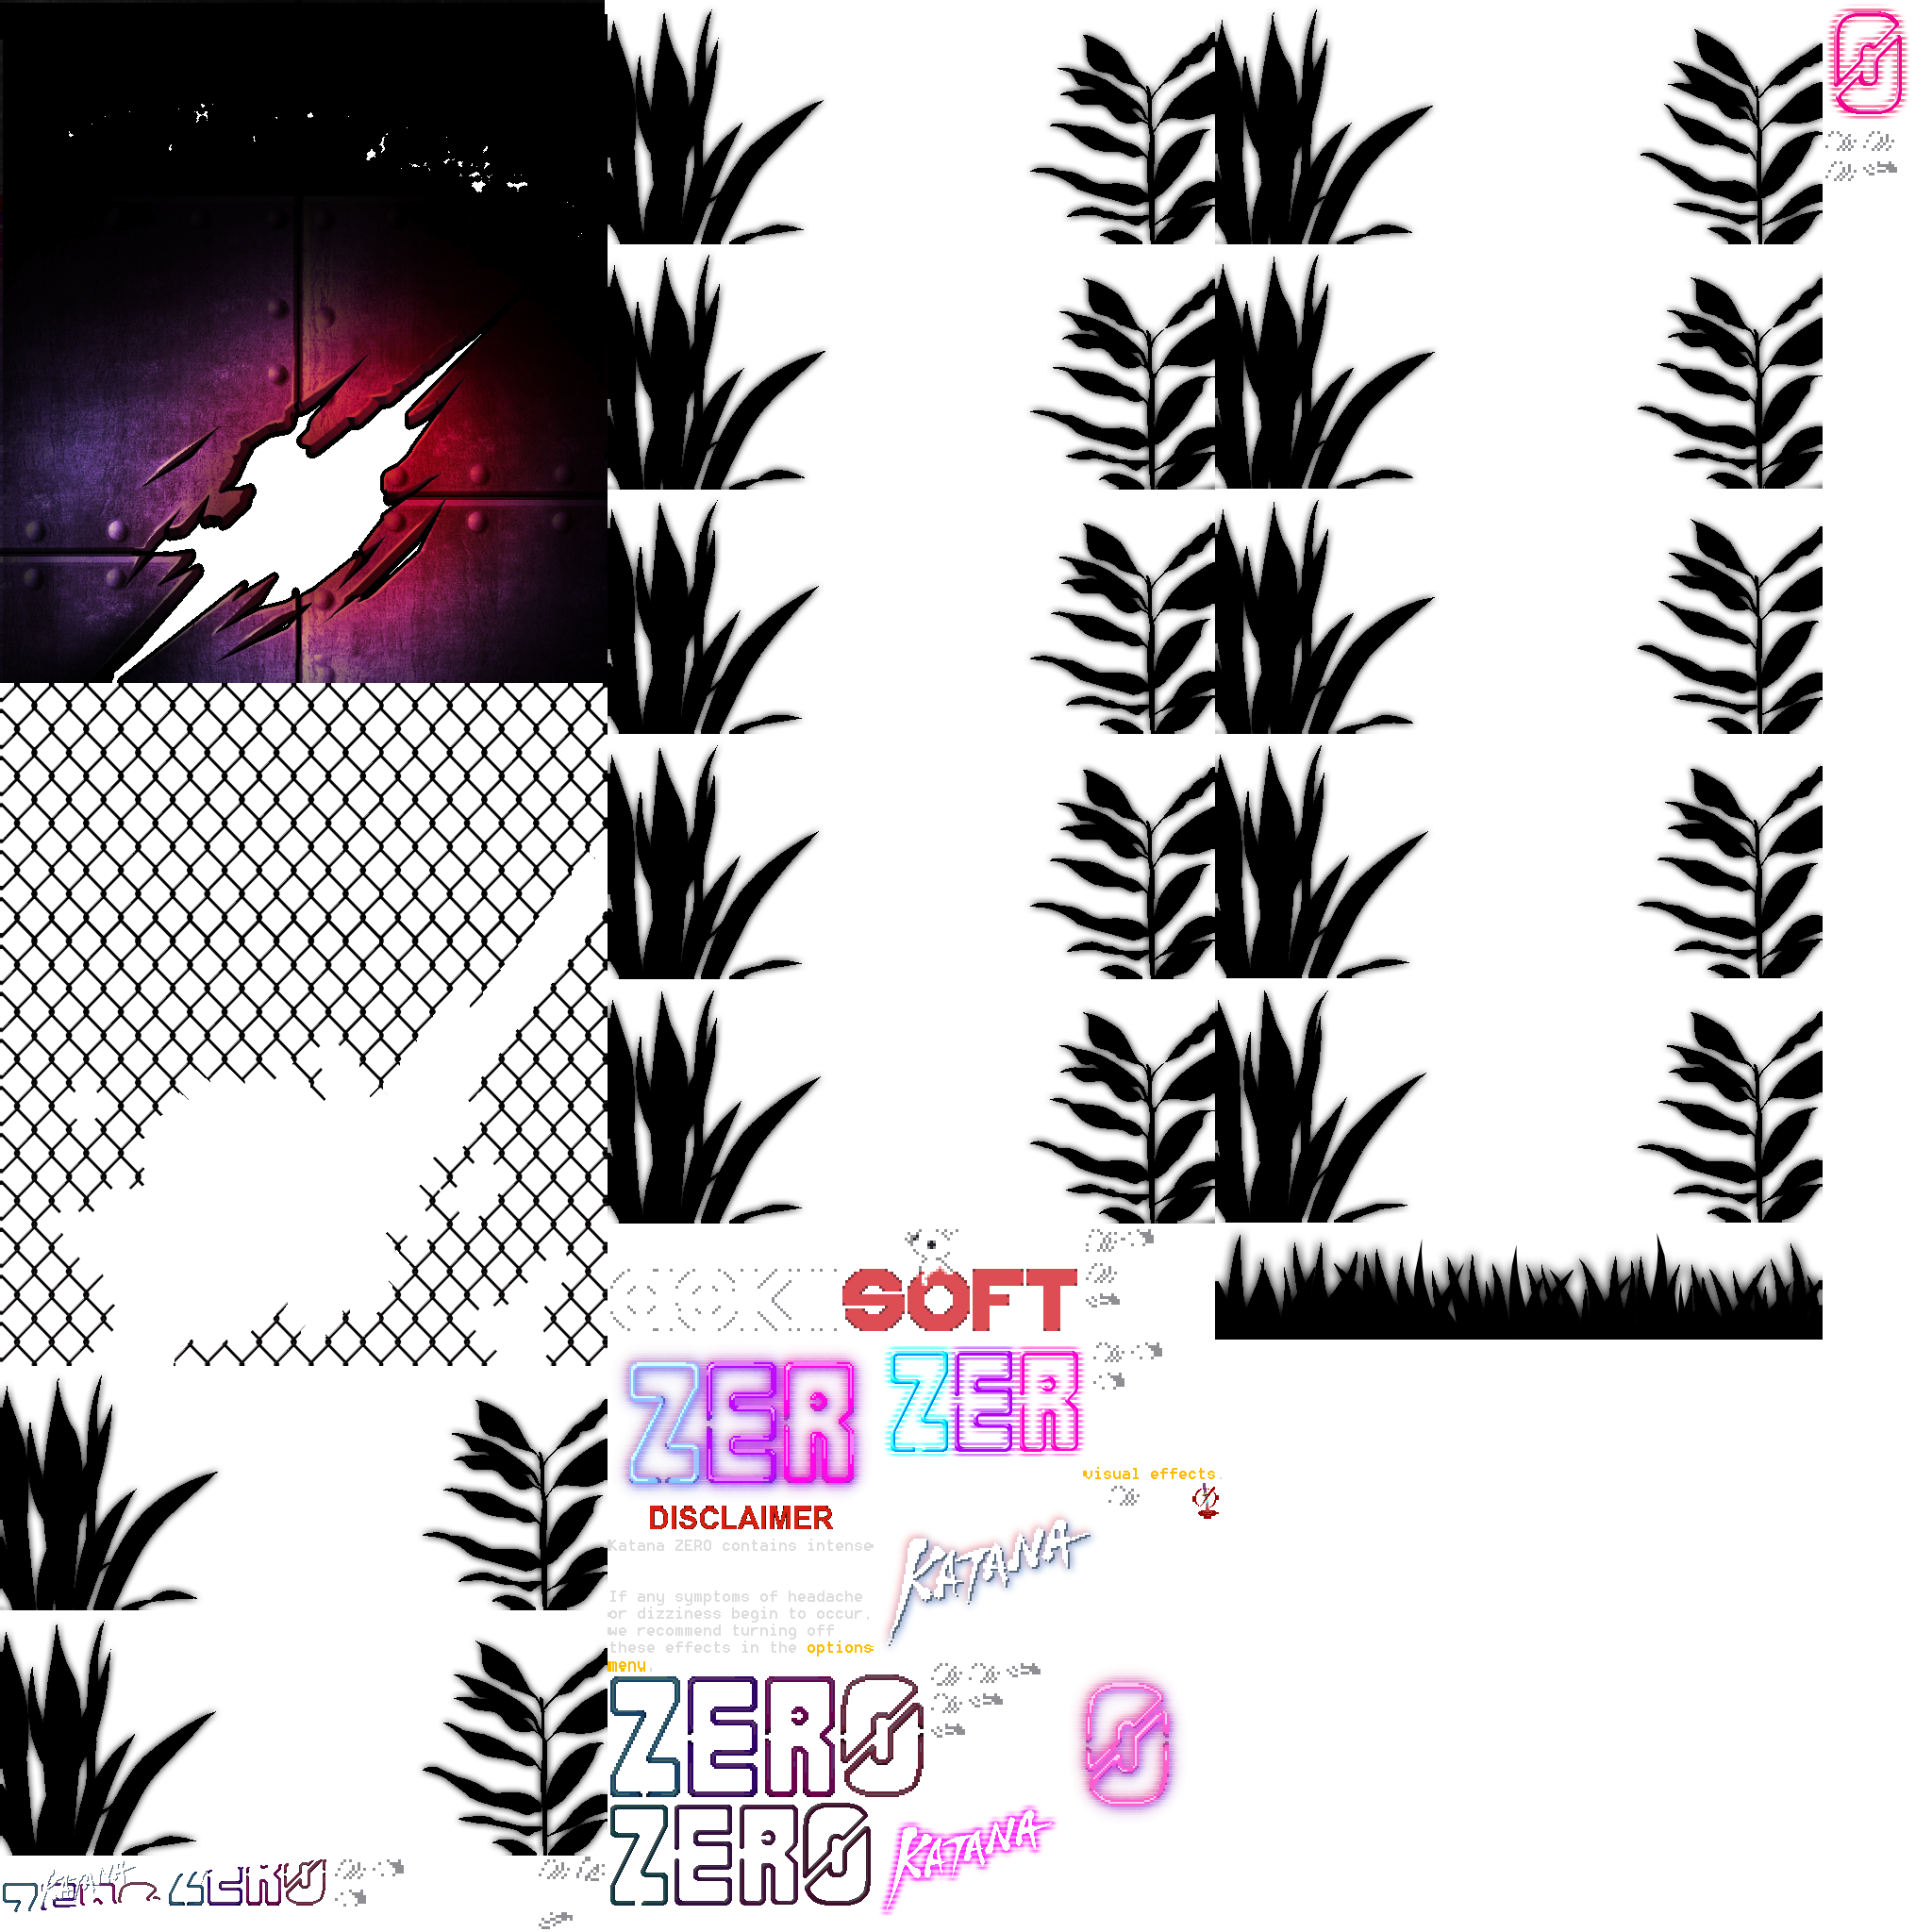 SOFT
ZER
ZER
visual effects.
DISCLAIMER
Katana ZERO contains intense
KATANA
If any symptoms of headache
or dizziness begin to occur,
we recommend turning off
these effects in the options
menu.
ZERO
ZERO
KATANA
KATANA